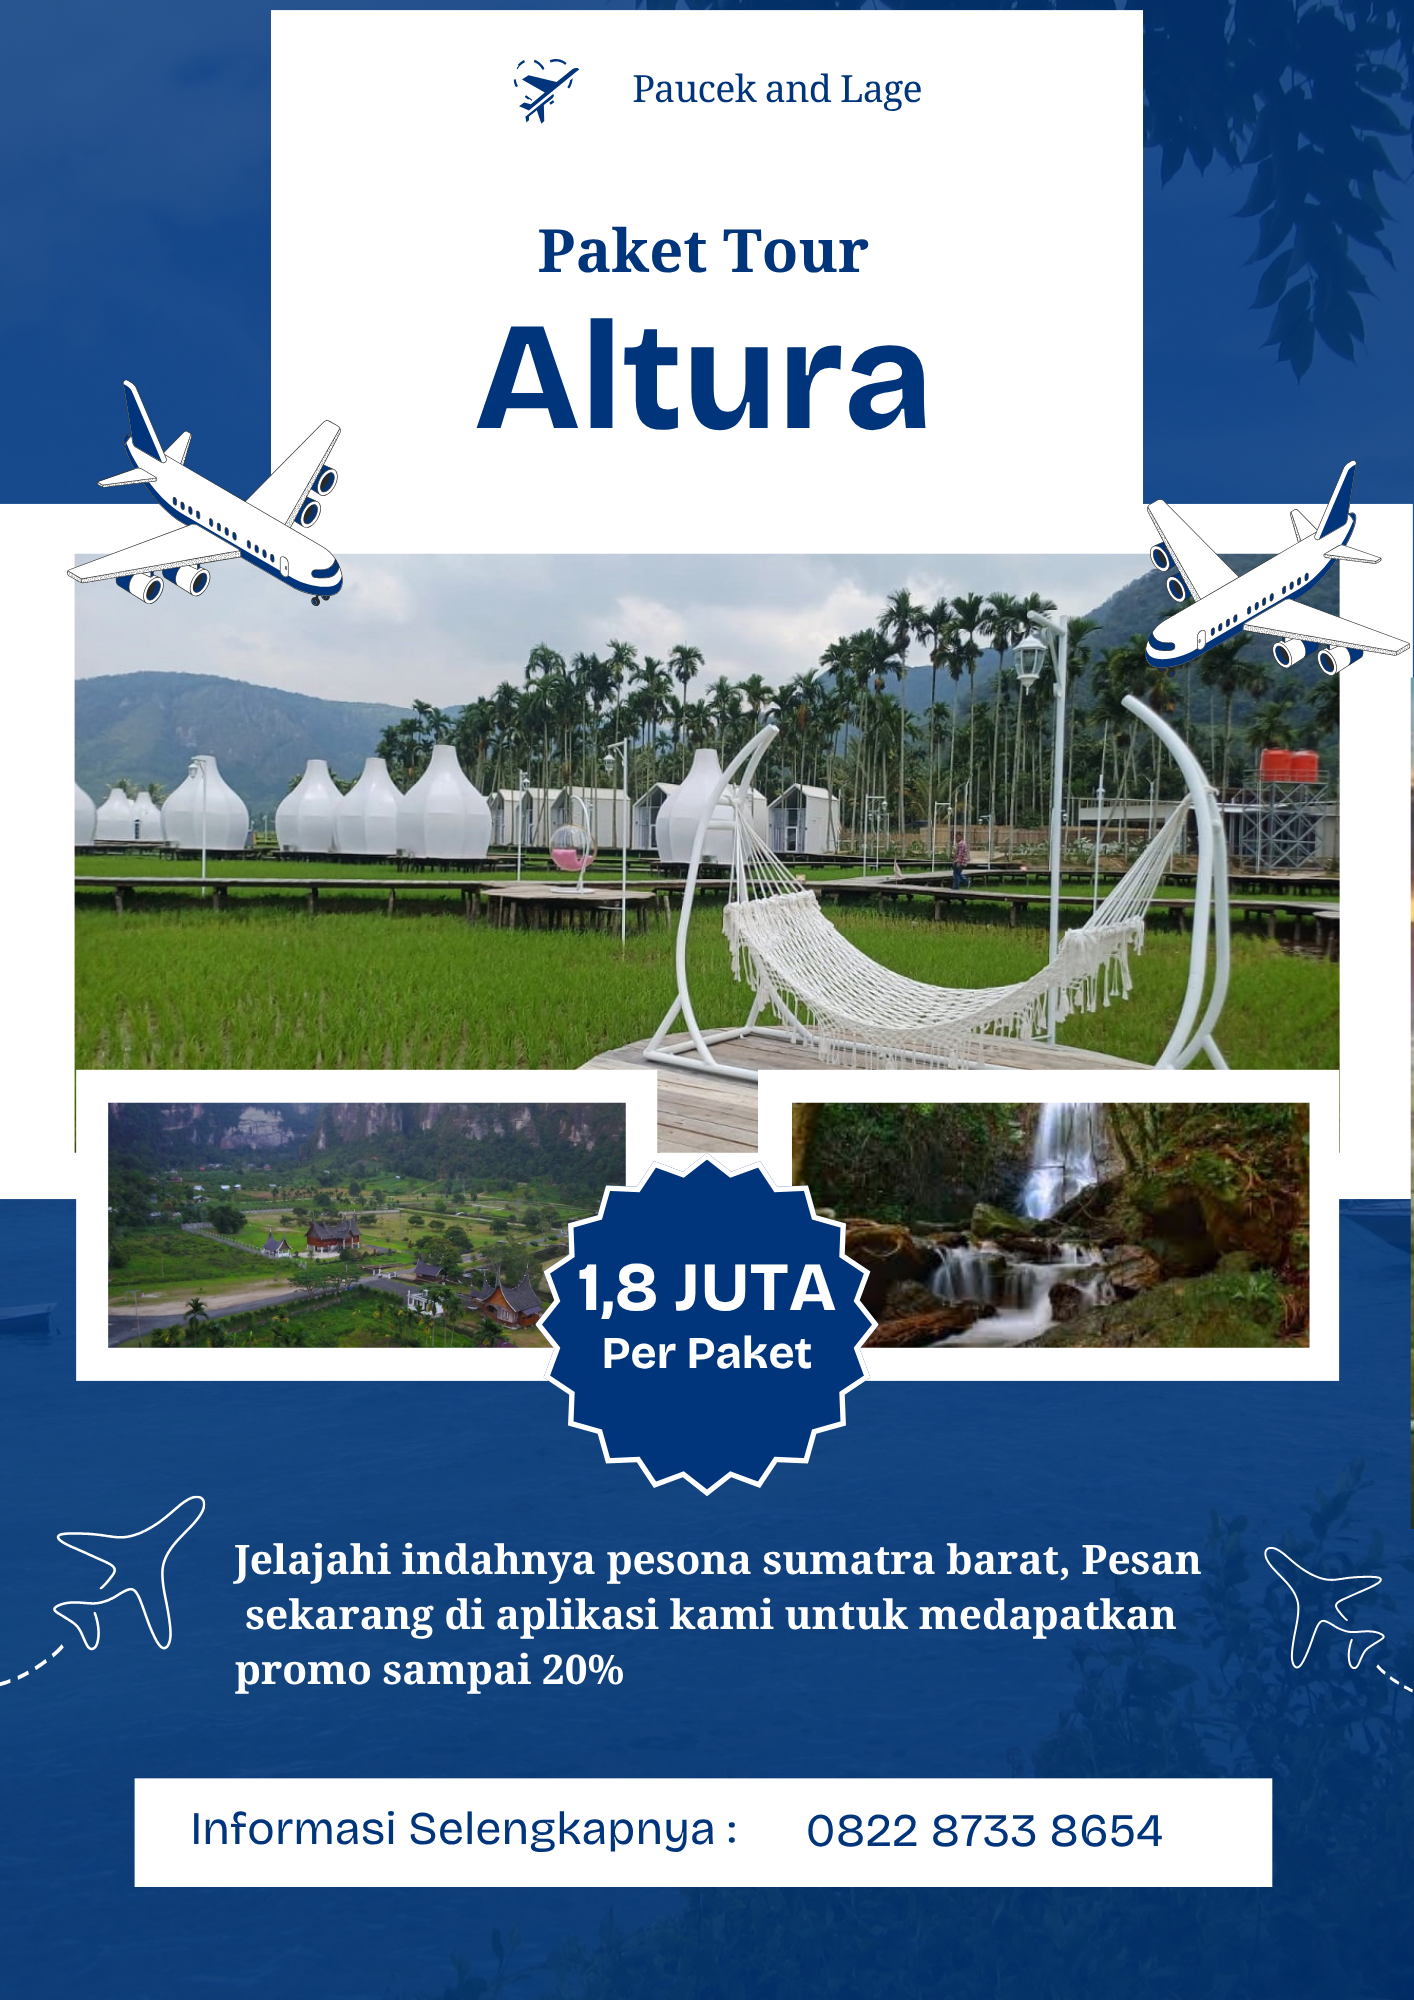 Paucek and Lage
Paket Tour
Altura
1,8 JUTA
Per Paket
Jelajahi indahnya pesona sumatra barat, Pesan
sekarang di aplikasi kami untuk medapatkan
promo sampai 20%
Informasi Selengkapnya : 0822 8733 8654